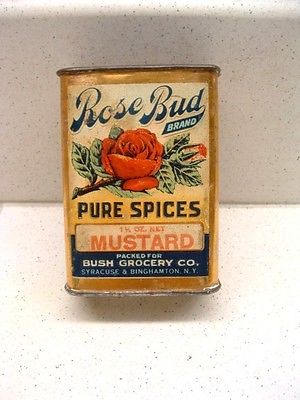 Rose Bud
BRAND
PURE SPICES
1½ OZ. NET
MUSTARD
PACKED FOR
BUSH GROCERY CO.
SYRACUSE & BINGHAMTON, N.Y.